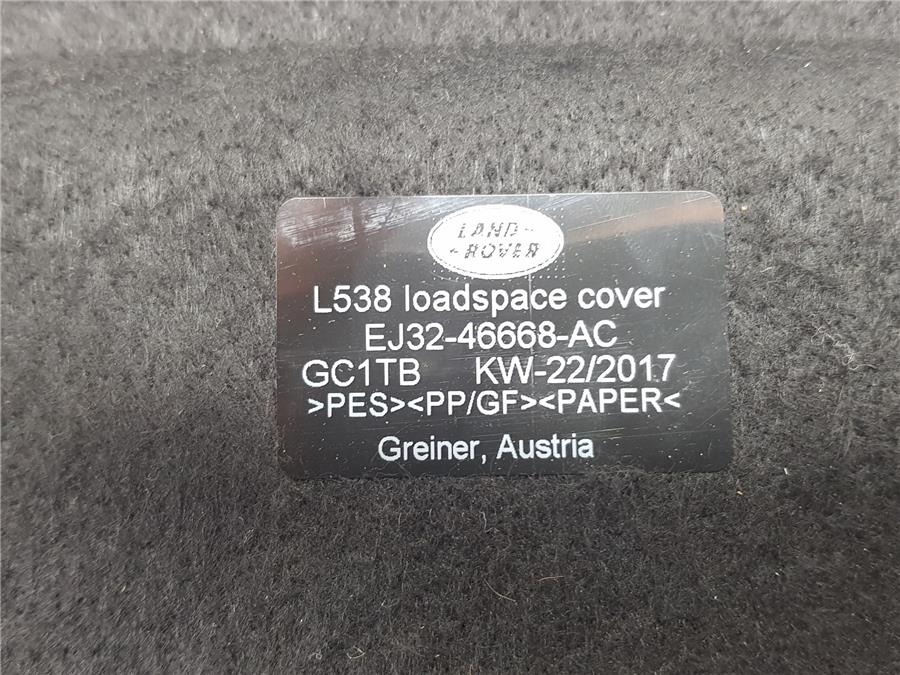 LAND-
-ROVER
L538 loadspace cover
EJ32-46668-AC
GC1TB KW-22/2017
>PES><PP/GF><PAPER<
Greiner, Austria